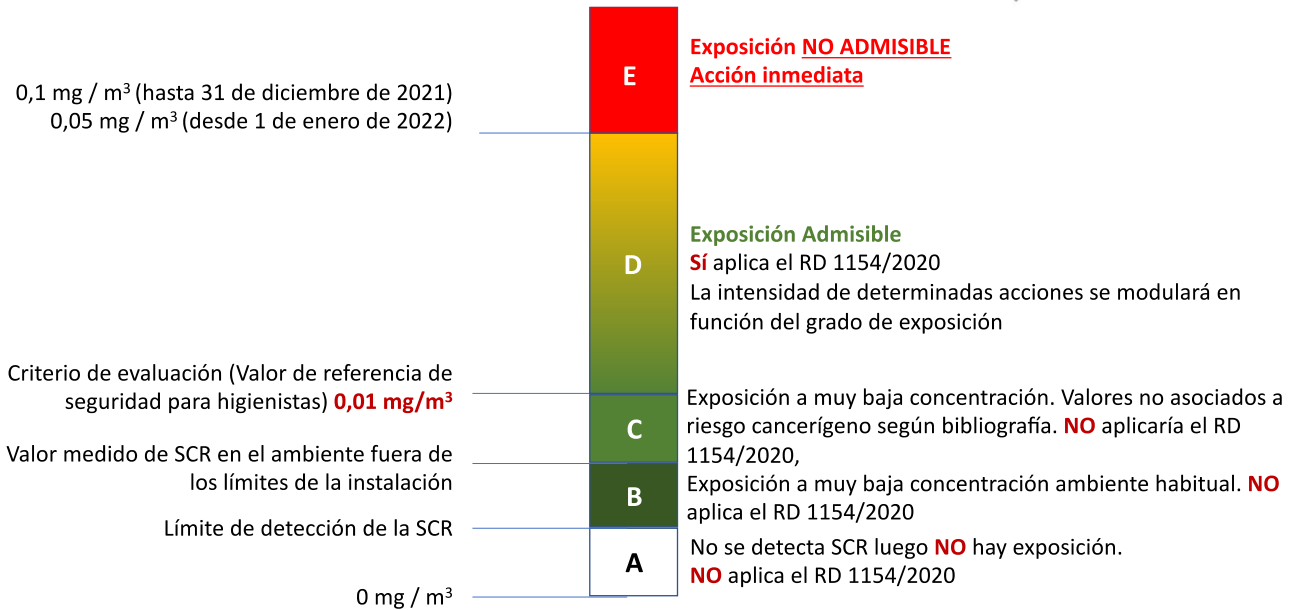 Exposición NO ADMISIBLE
Acción inmediata
E
0,1 mg / m³ (hasta 31 de diciembre de 2021)
0,05 mg / m³ (desde 1 de enero de 2022)
Exposición Admisible
Sí aplica el RD 1154/2020
La intensidad de determinadas acciones se modulará en
función del grado de exposición
D
Criterio de evaluación (Valor de referencia de
seguridad para higienistas) 0,01 mg/m³
Exposición a muy baja concentración. Valores no asociados a
riesgo cancerígeno según bibliografía. NO aplicaría el RD
1154/2020,
C
Valor medido de SCR en el ambiente fuera de
los límites de la instalación
Exposición a muy baja concentración ambiente habitual. NO
aplica el RD 1154/2020
B
Límite de detección de la SCR
No se detecta SCR luego NO hay exposición.
NO aplica el RD 1154/2020
A
0 mg / m³